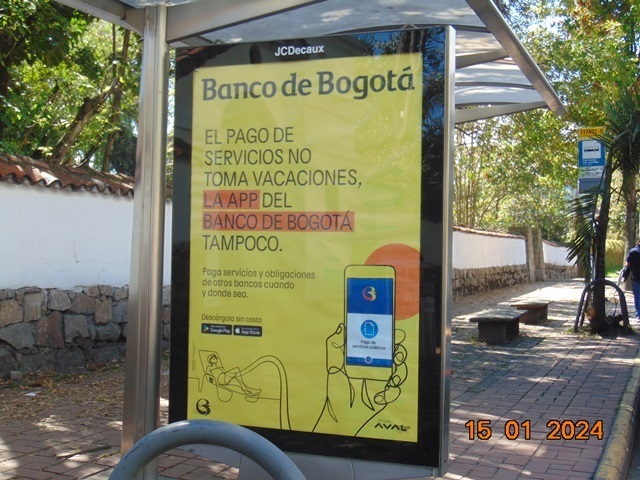 JCDecaux
Banco de Bogotá
EL PAGO DE
SERVICIOS NO
TOMA VACACIONES,
LA APP DEL
BANCO DE BOGOTÁ
TAMPOCO.
Paga servicios y obligaciones
de otros bancos cuando
y donde sea.
Descárgalo sin costo
Google Play
App Store
Pago de
servicios públicos
AVAL
15 01 2024